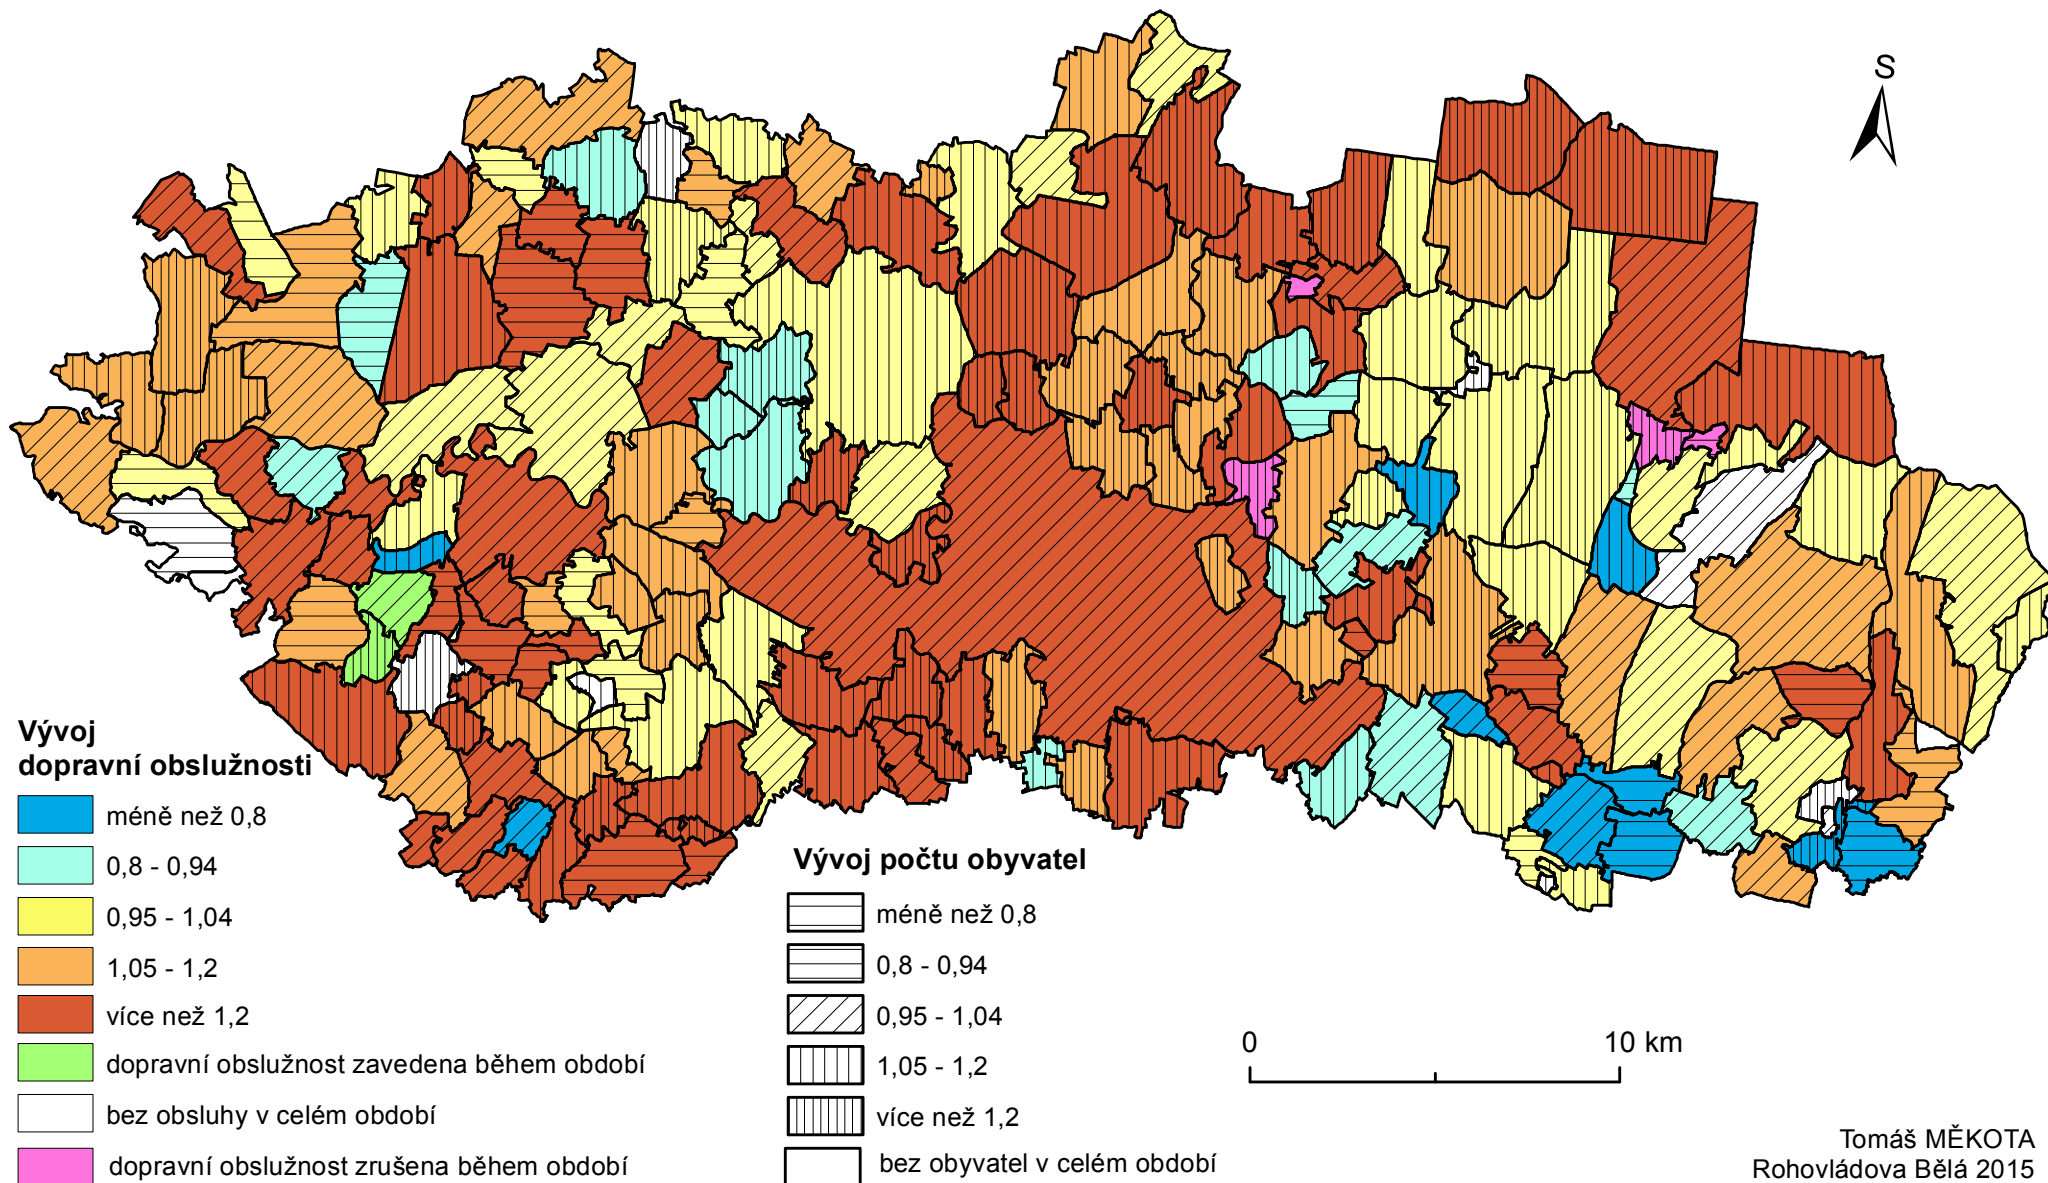 S
Vývoj
dopravní obslužnosti
méně než 0,8
0,8 - 0,94
0,95 - 1,04
1,05 - 1,2
více než 1,2
dopravní obslužnost zavedena během období
bez obsluhy v celém období
dopravní obslužnost zrušena během období
Vývoj počtu obyvatel
méně než 0,8
0,8 - 0,94
0,95 - 1,04
1,05 - 1,2
více než 1,2
bez obyvatel v celém období
0 10 km
Tomáš MĚKOTA
Rohovládova Bělá 2015